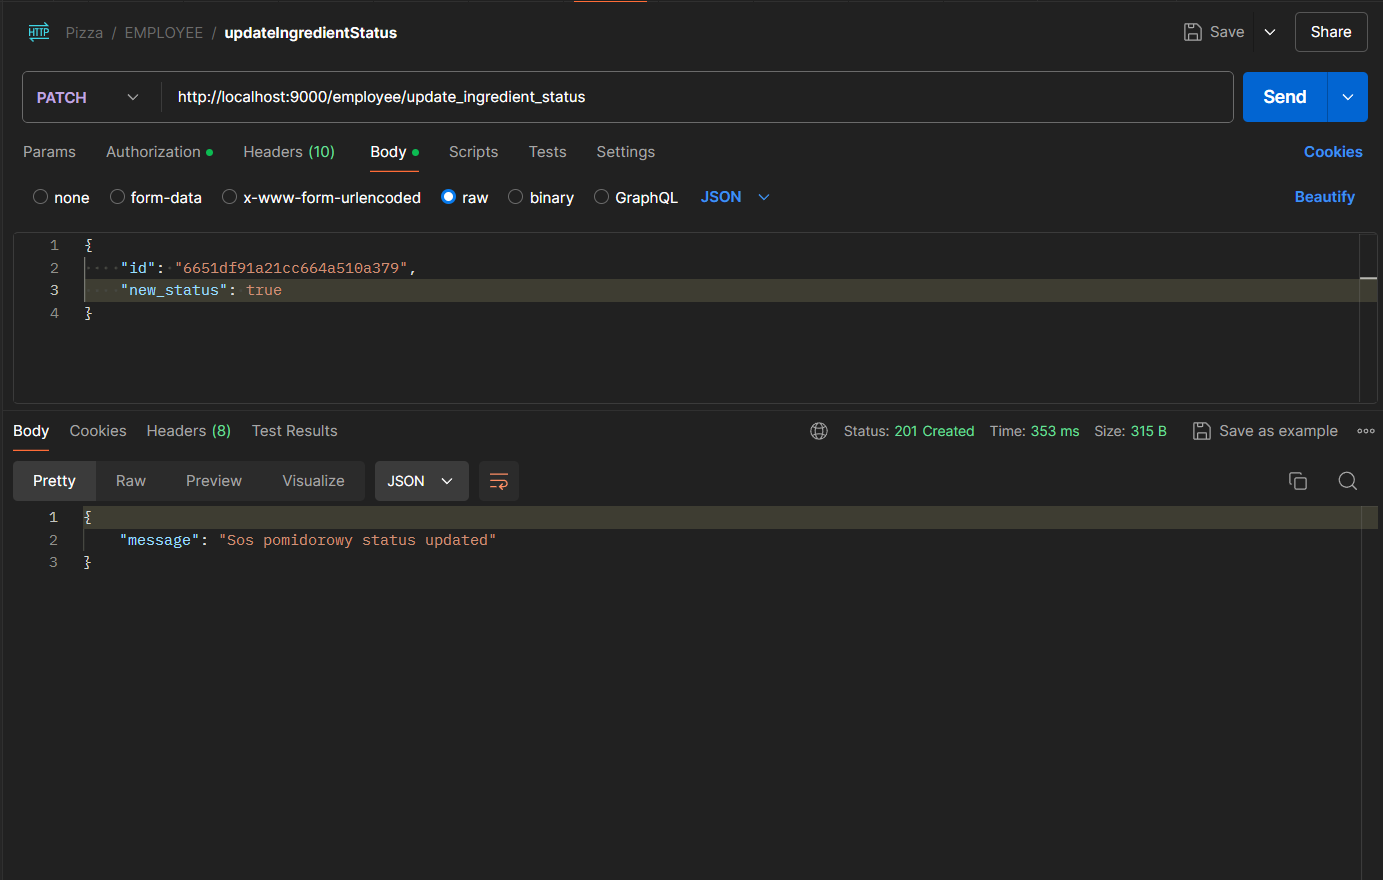 HTTP Pizza / EMPLOYEE / updateIngredientStatus Save Share
PATCH http://localhost:9000/employee/update_ingredient_status Send
Params Authorization Headers (10) Body Scripts Tests Settings Cookies
none form-data x-www-form-urlencoded raw binary GraphQL JSON Beautify
1 {
2 "id": "6651df91a21cc664a510a379",
3 "new_status": true
4 }
Body Cookies Headers (8) Test Results Status: 201 Created Time: 353 ms Size: 315 B Save as example
Pretty Raw Preview Visualize JSON
1 {
2 "message": "Sos pomidorowy status updated"
3 }